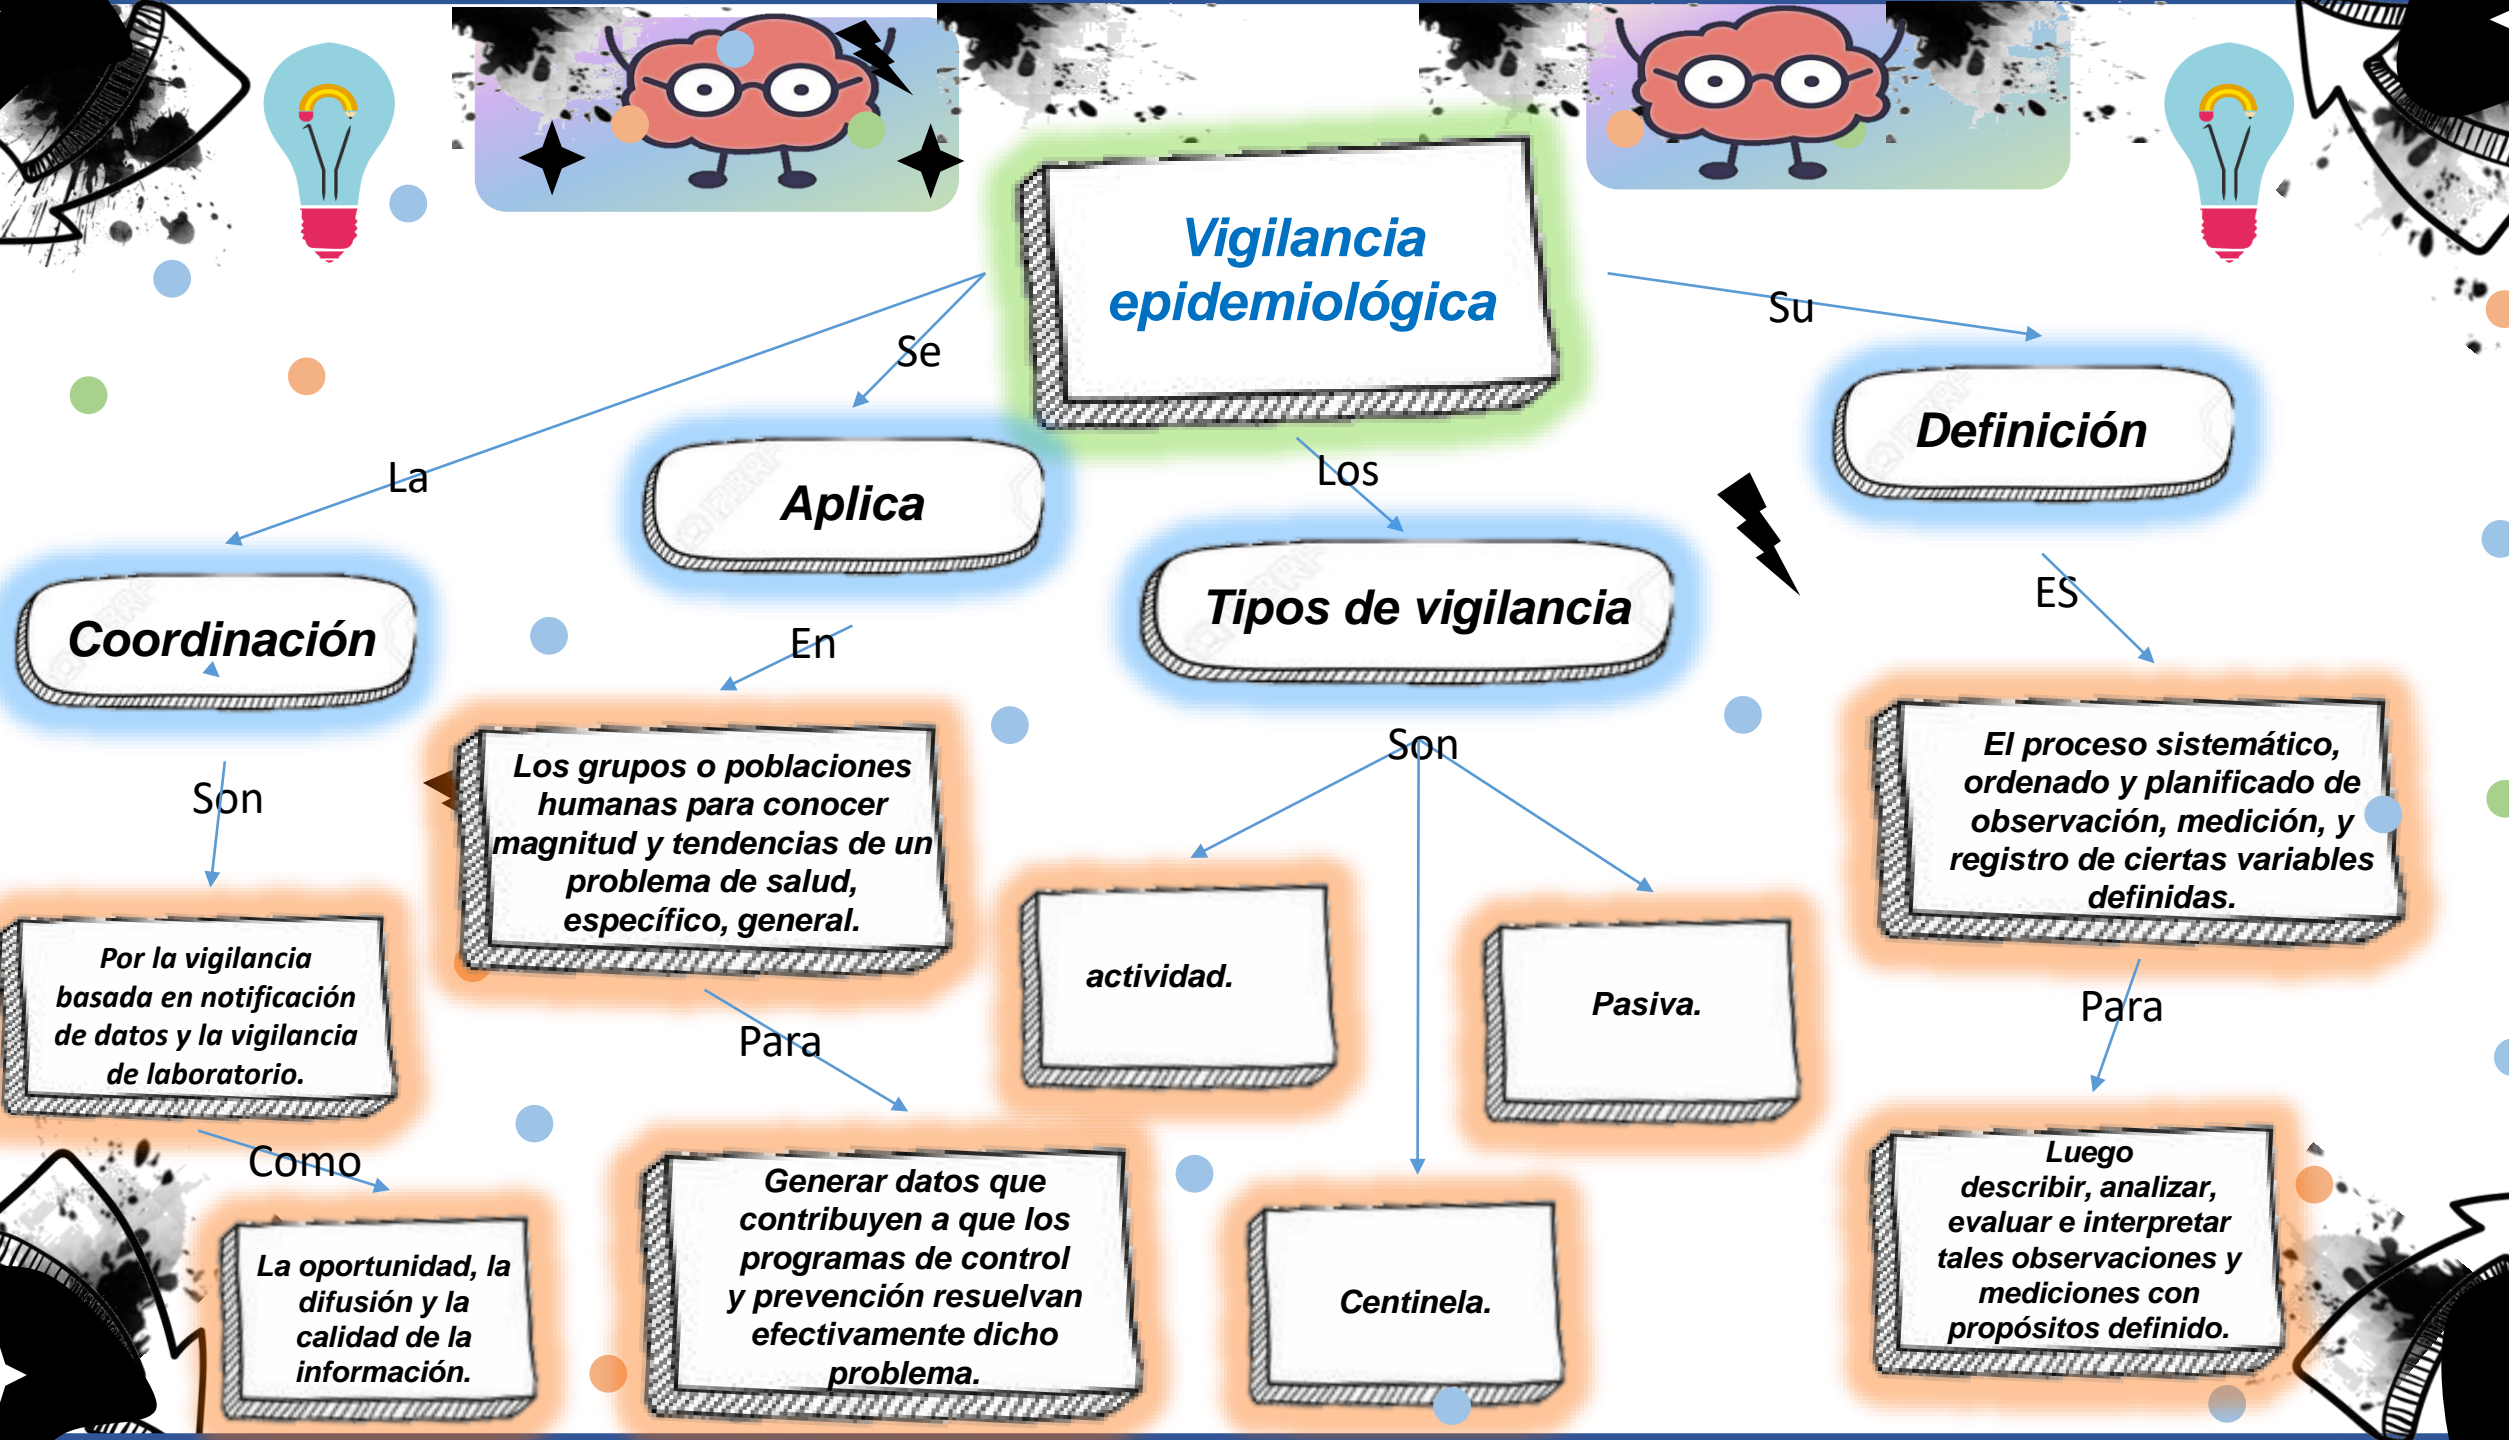 Vigilancia
epidemiológica
La
Se
Los
Su
Coordinación
Aplica
Tipos de vigilancia
Definición
Son
En
Son
ES
Por la vigilancia
basada en notificación
de datos y la vigilancia
de laboratorio.
Como
La oportunidad, la
difusión y la
calidad de la
información.
Los grupos o poblaciones
humanas para conocer
magnitud y tendencias de un
problema de salud,
específico, general.
Para
Generar datos que
contribuyen a que los
programas de control
y prevención resuelvan
efectivamente dicho
problema.
actividad.
Centinela.
Pasiva.
El proceso sistemático,
ordenado y planificado de
observación, medición, y
registro de ciertas variables
definidas.
Para
Luego
describir, analizar,
evaluar e interpretar
tales observaciones y
mediciones con
propósitos definido.